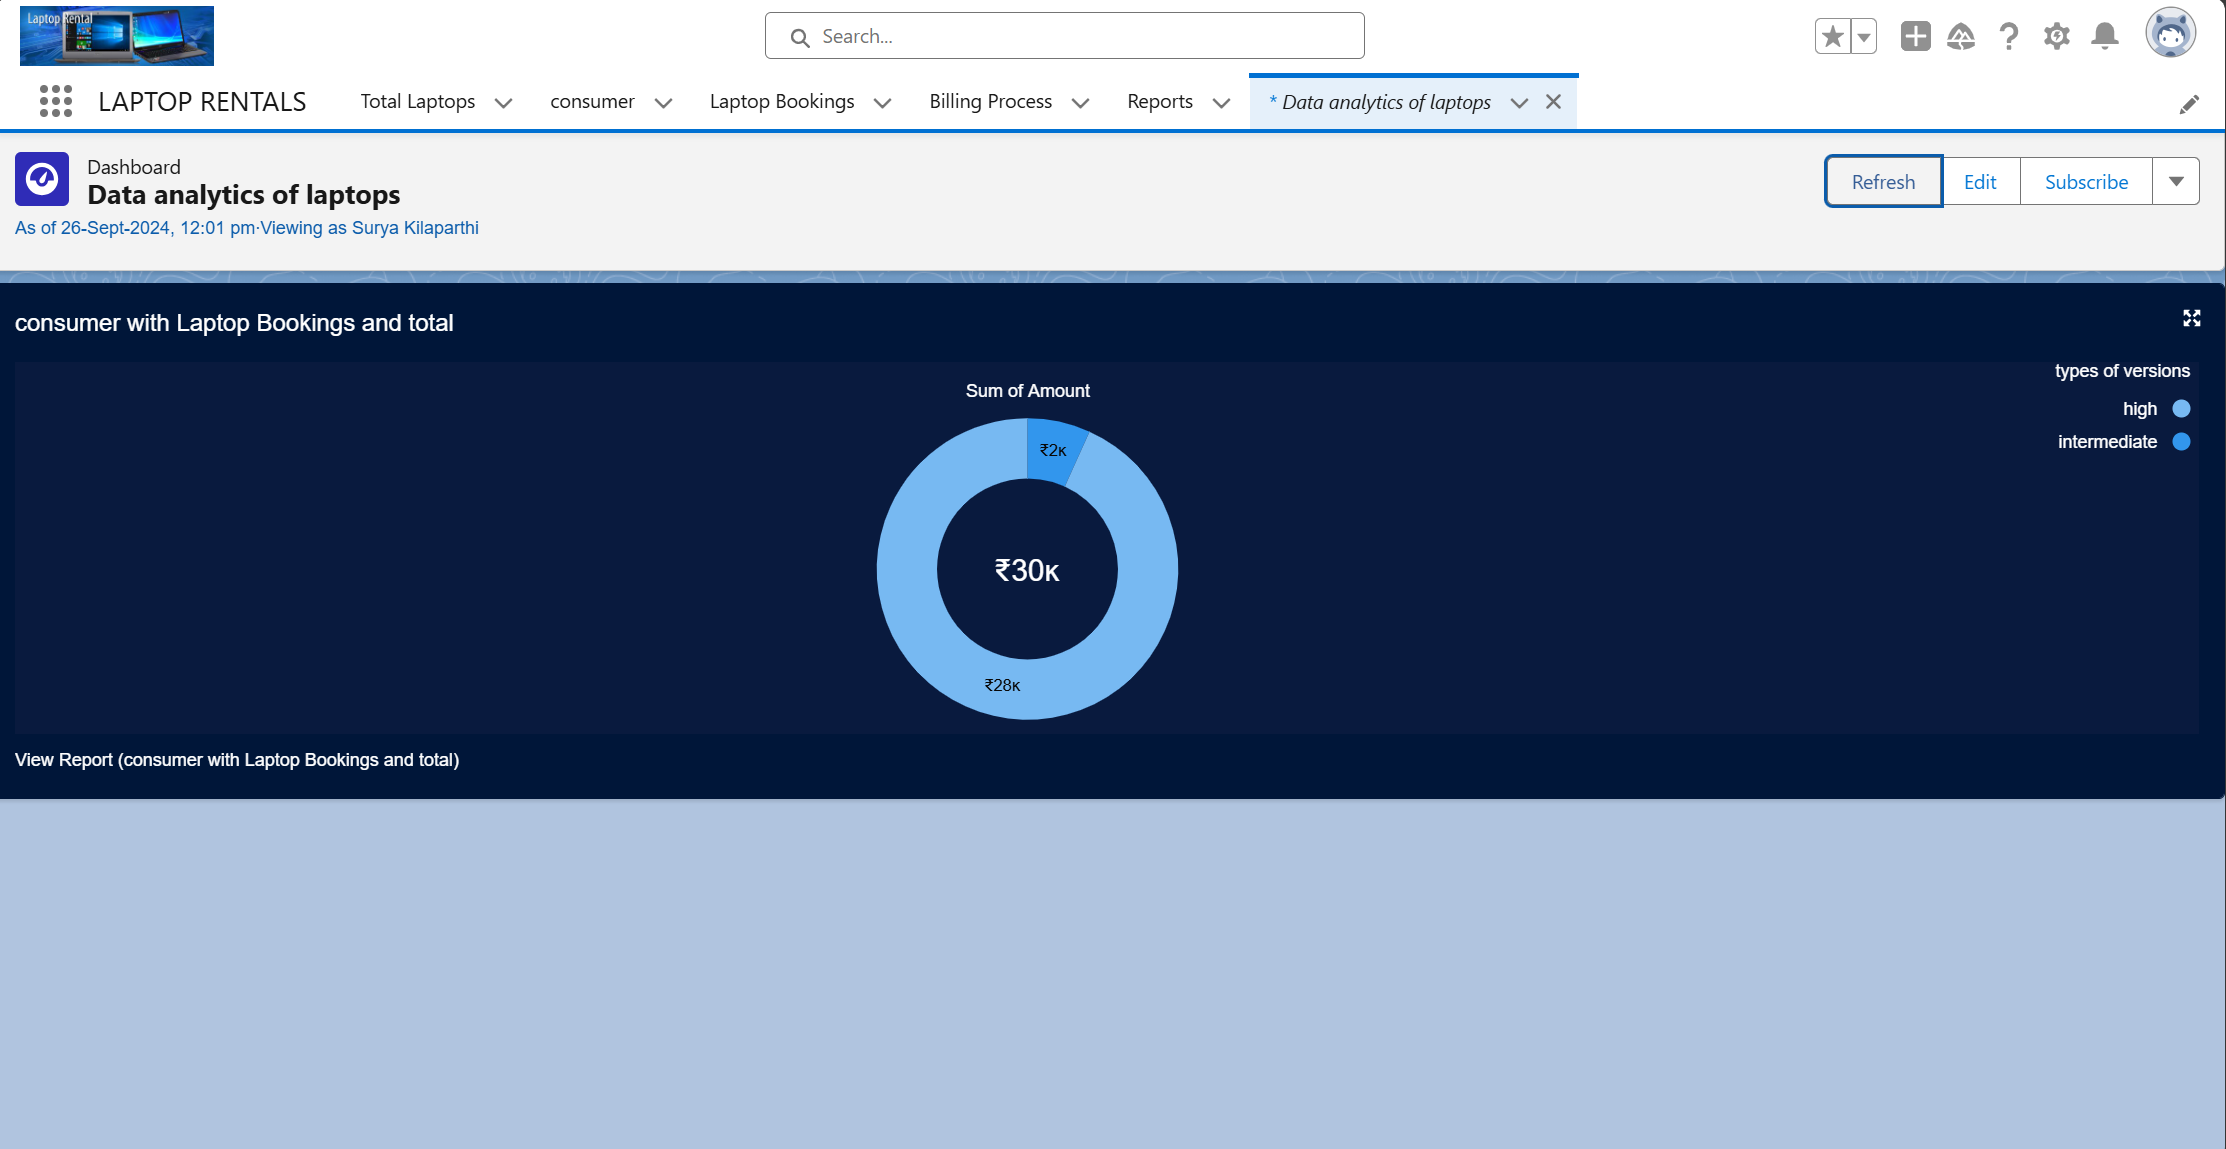 Laptop Rental
Search...
LAPTOP RENTALS
Total Laptops
consumer
Laptop Bookings
Billing Process
Reports
* Data analytics of laptops
Dashboard
Data analytics of laptops
As of 26-Sept-2024, 12:01 pm·Viewing as Surya Kilaparthi
Refresh
Edit
Subscribe
consumer with Laptop Bookings and total
types of versions
high
intermediate
Sum of Amount
₹2K
₹30K
₹28K
View Report (consumer with Laptop Bookings and total)